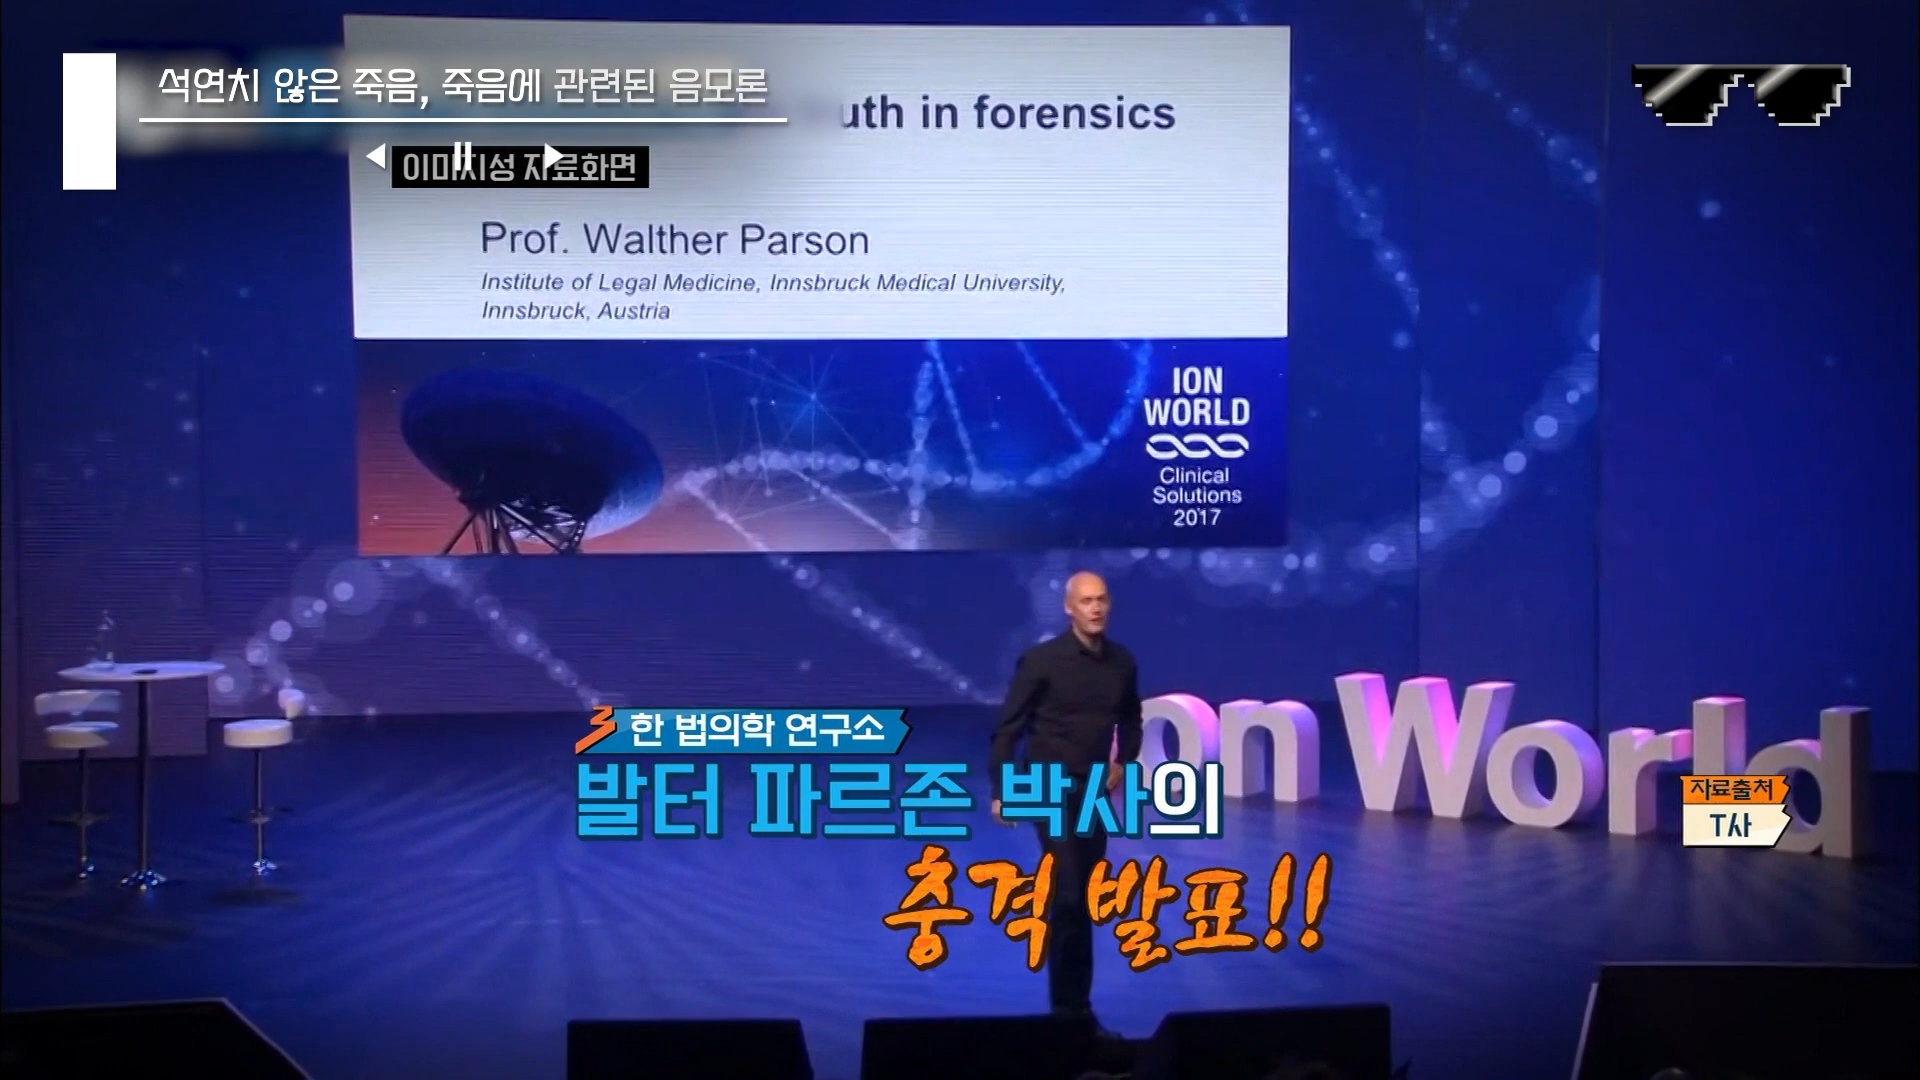 석연치 않은 죽음, 죽음에 관련된 음모론
uth in forensics
이미지성 자료화면
Prof. Walther Parson
Institute of Legal Medicine, Innsbruck Medical University,
Innsbruck, Austria
ION
WORLD
Clinical
Solutions
2017
on World
한 법의학 연구소
발터 파르존 박사의
충격 발표!!
자료출처
T사